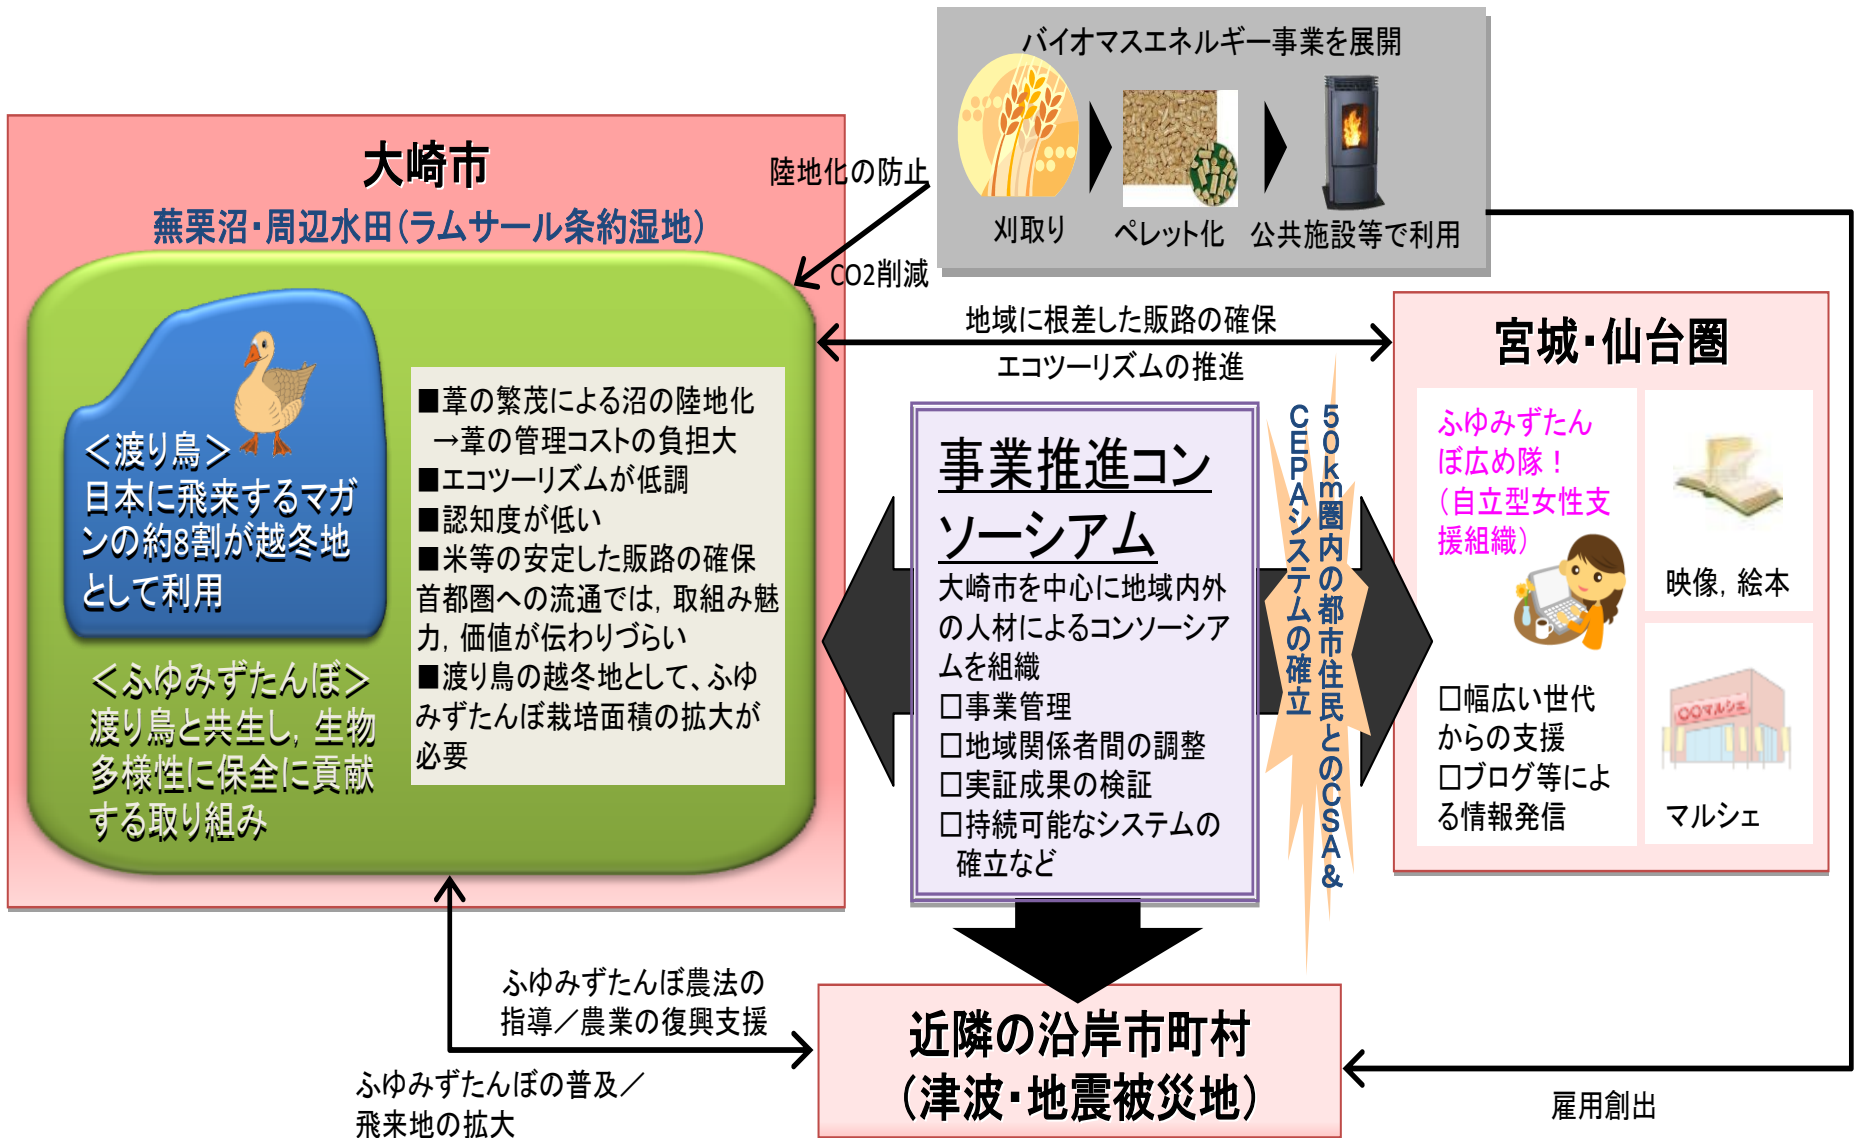 バイオマスエネルギー事業を展開
刈取り
ペレット化
公共施設等で利用
大崎市
蕪栗沼・周辺水田（ラムサール条約湿地）
陸地化の防止
CO2削減
＜渡り鳥＞
日本に飛来するマガ
ンの約8割が越冬地
として利用
＜ふゆみずたんぼ＞
渡り鳥と共生し，生物
多様性に保全に貢献
する取り組み
■葦の繁茂による沼の陸地化
→葦の管理コストの負担大
■エコツーリズムが低調
■認知度が低い
■米等の安定した販路の確保
首都圏への流通では，取組み魅
力，価値が伝わりづらい
■渡り鳥の越冬地として、ふゆ
みずたんぼ栽培面積の拡大が
必要
地域に根差した販路の確保
エコツーリズムの推進
事業推進コン
ソーシアム
大崎市を中心に地域内外
の人材によるコンソーシア
ムを組織
□事業管理
□地域関係者間の調整
□実証成果の検証
□持続可能なシステムの
確立など
50km圏内の都市住民とのCSA&
CEPAシステムの確立
宮城・仙台圏
ふゆみずたん
ぼ広め隊！
（自立型女性支
援組織）
□幅広い世代
からの支援
□ブログ等によ
る情報発信
映像，絵本
〇〇マルシェ
マルシェ
ふゆみずたんぼ農法の
指導／農業の復興支援
ふゆみずたんぼの普及／
飛来地の拡大
近隣の沿岸市町村
（津波・地震被災地）
雇用創出